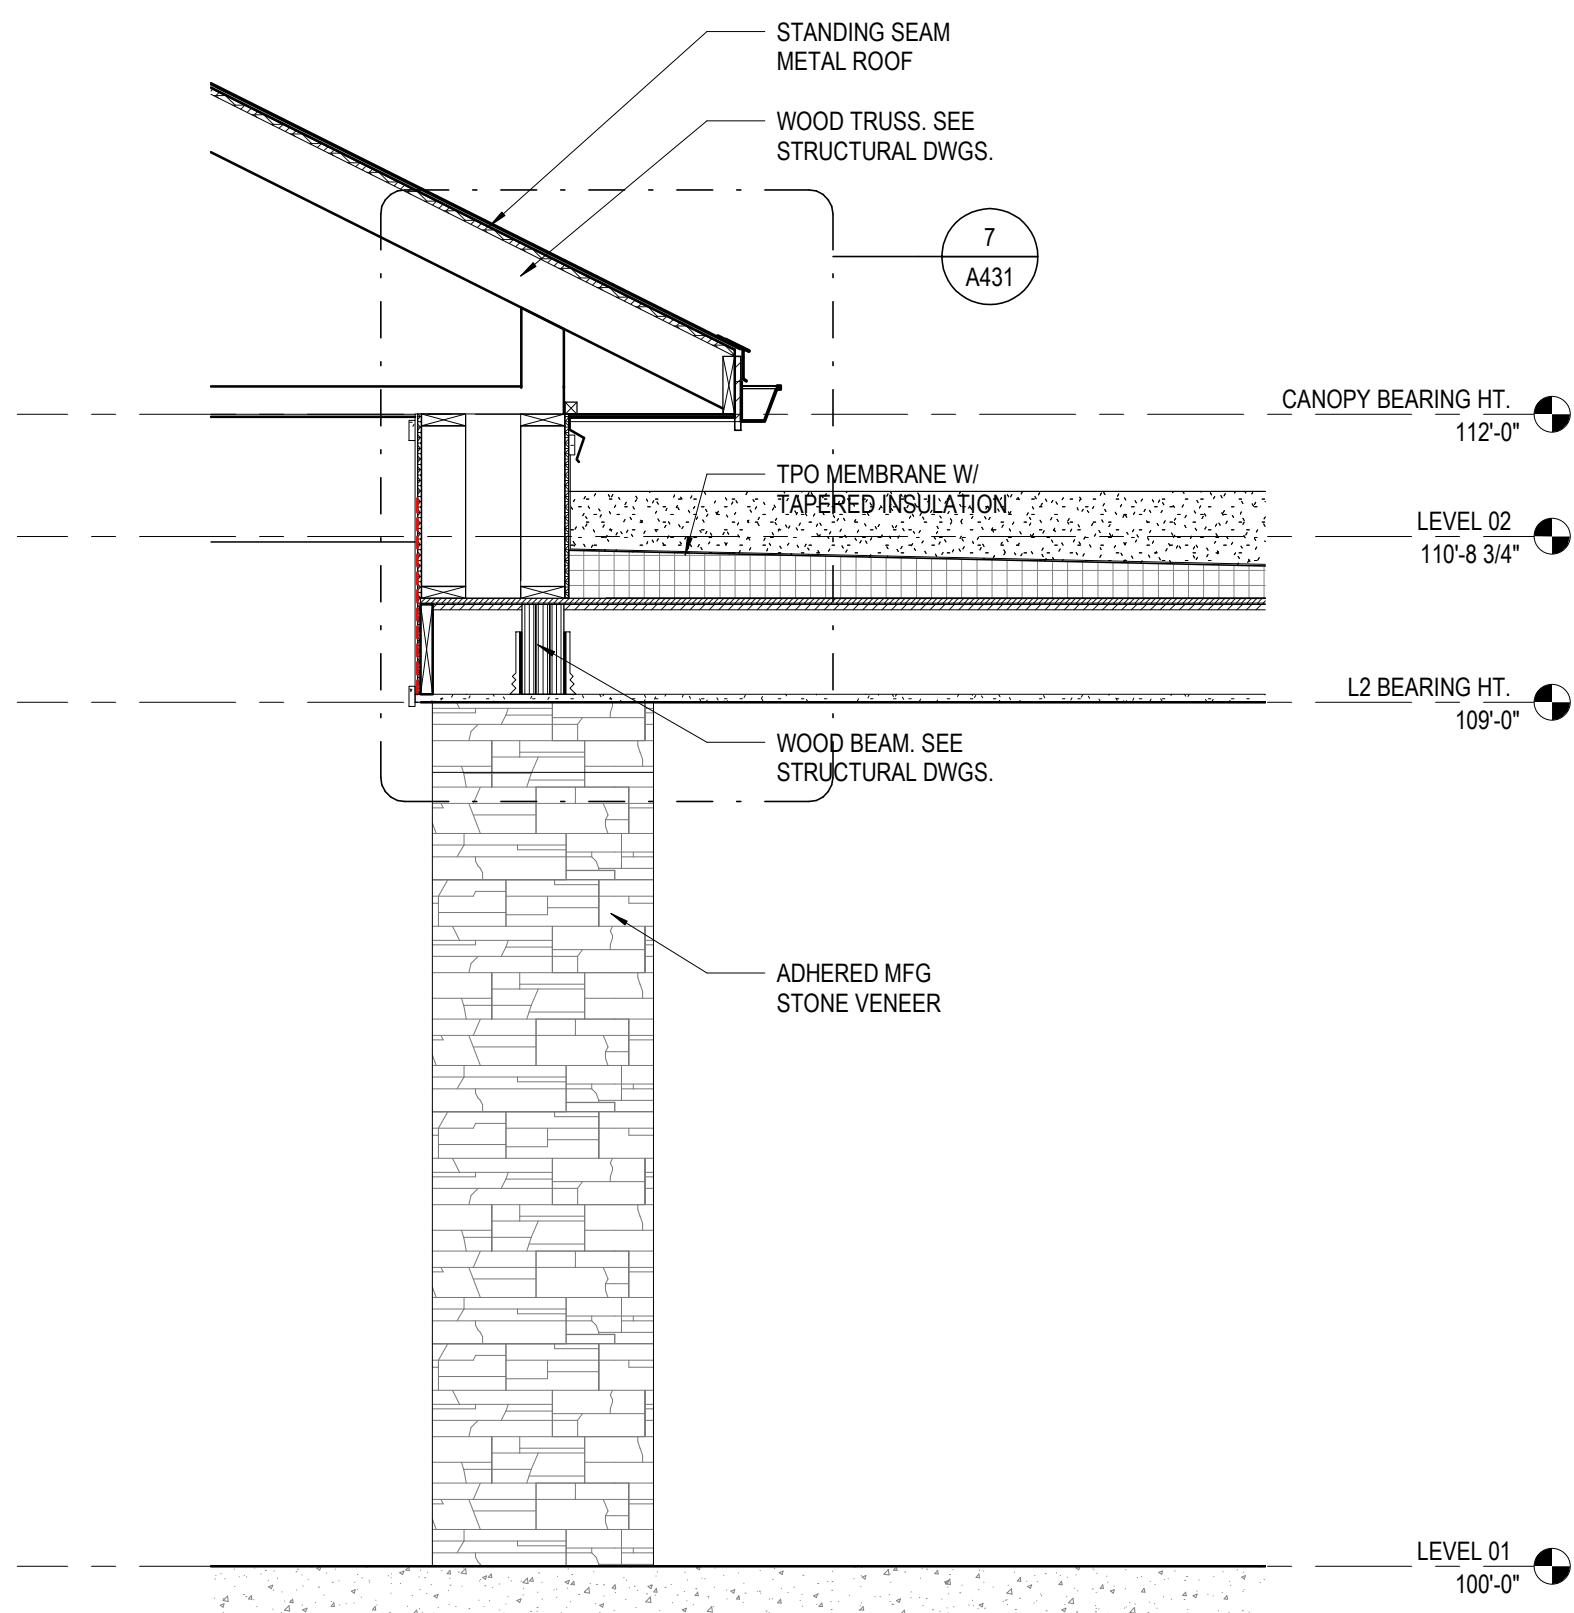 STANDING SEAM
METAL ROOF
WOOD TRUSS. SEE
STRUCTURAL DWGS.
7
A431
CANOPY BEARING HT.
112'-0"
TPO MEMBRANE W/
TAPERED INSULATION
LEVEL 02
110'-8 3/4"
L2 BEARING HT.
109'-0"
WOOD BEAM. SEE
STRUCTURAL DWGS.
ADHERED MFG
STONE VENEER
LEVEL 01
100'-0"